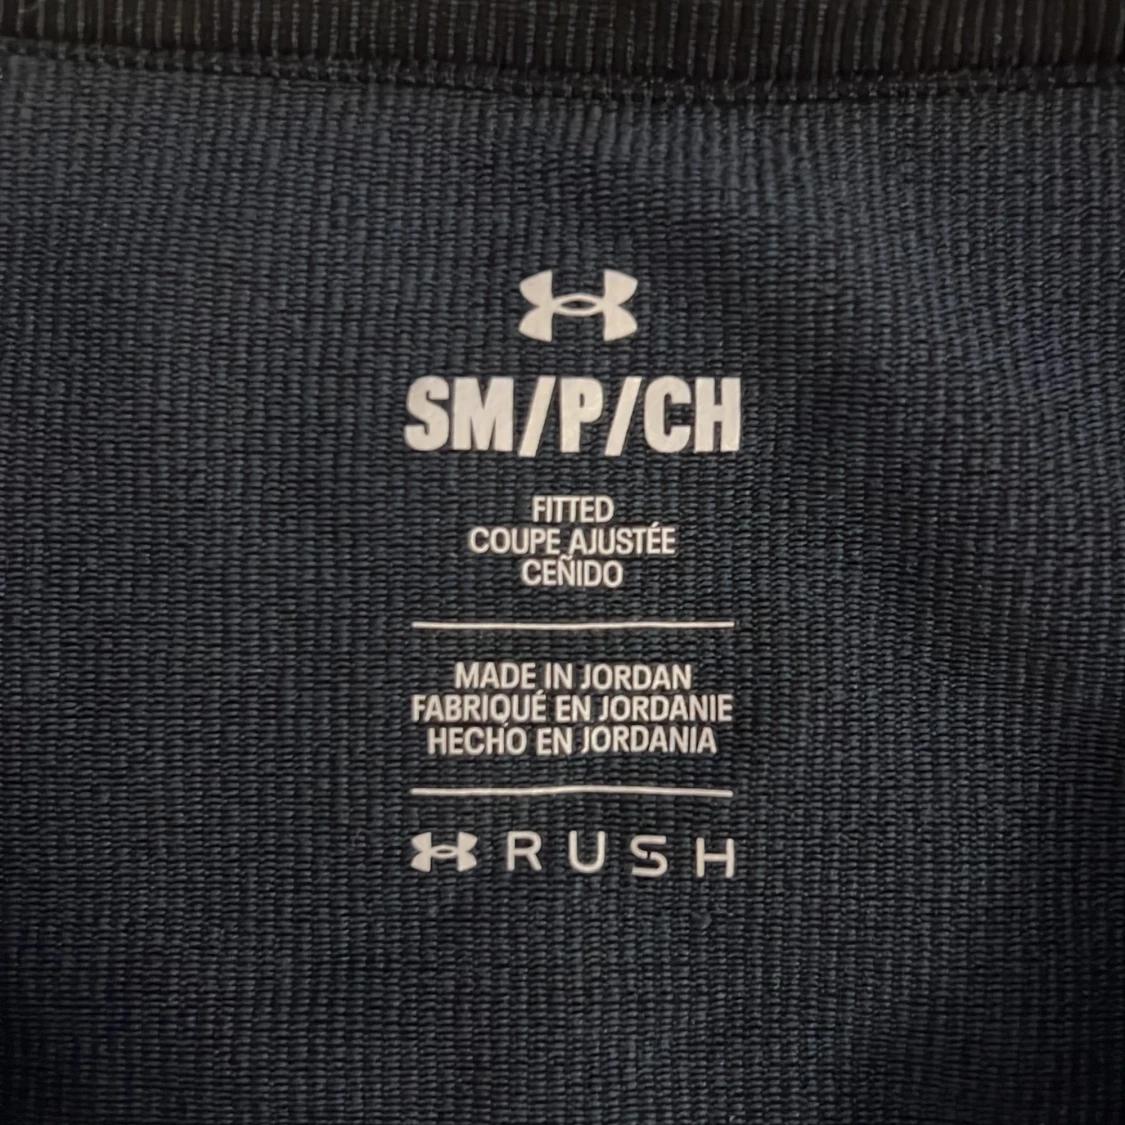 SM/P/CH
FITTED
COUPE AJUSTÉE
CEÑIDO
MADE IN JORDAN
FABRIQUÉ EN JORDANIE
HECHO EN JORDANIA
RUSH